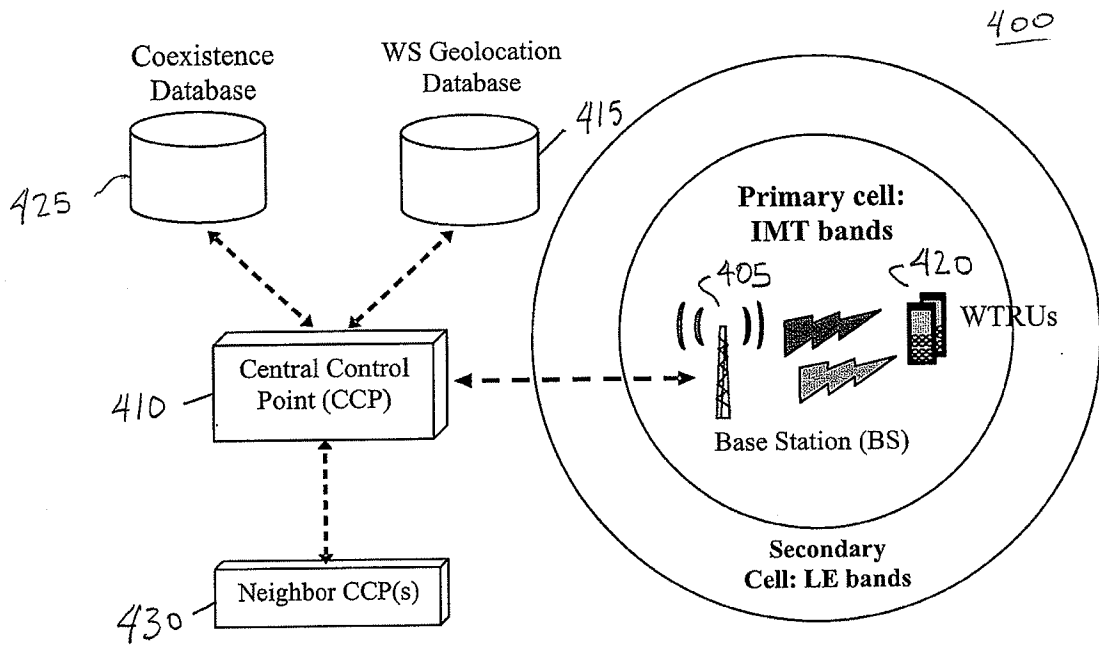 400
Coexistence
Database
WS Geolocation
Database
415
425
Primary cell:
IMT bands
405
420
WTRUs
Central Control
Point (CCP)
410
Base Station (BS)
Secondary
Cell: LE bands
Neighbor CCP(s)
430